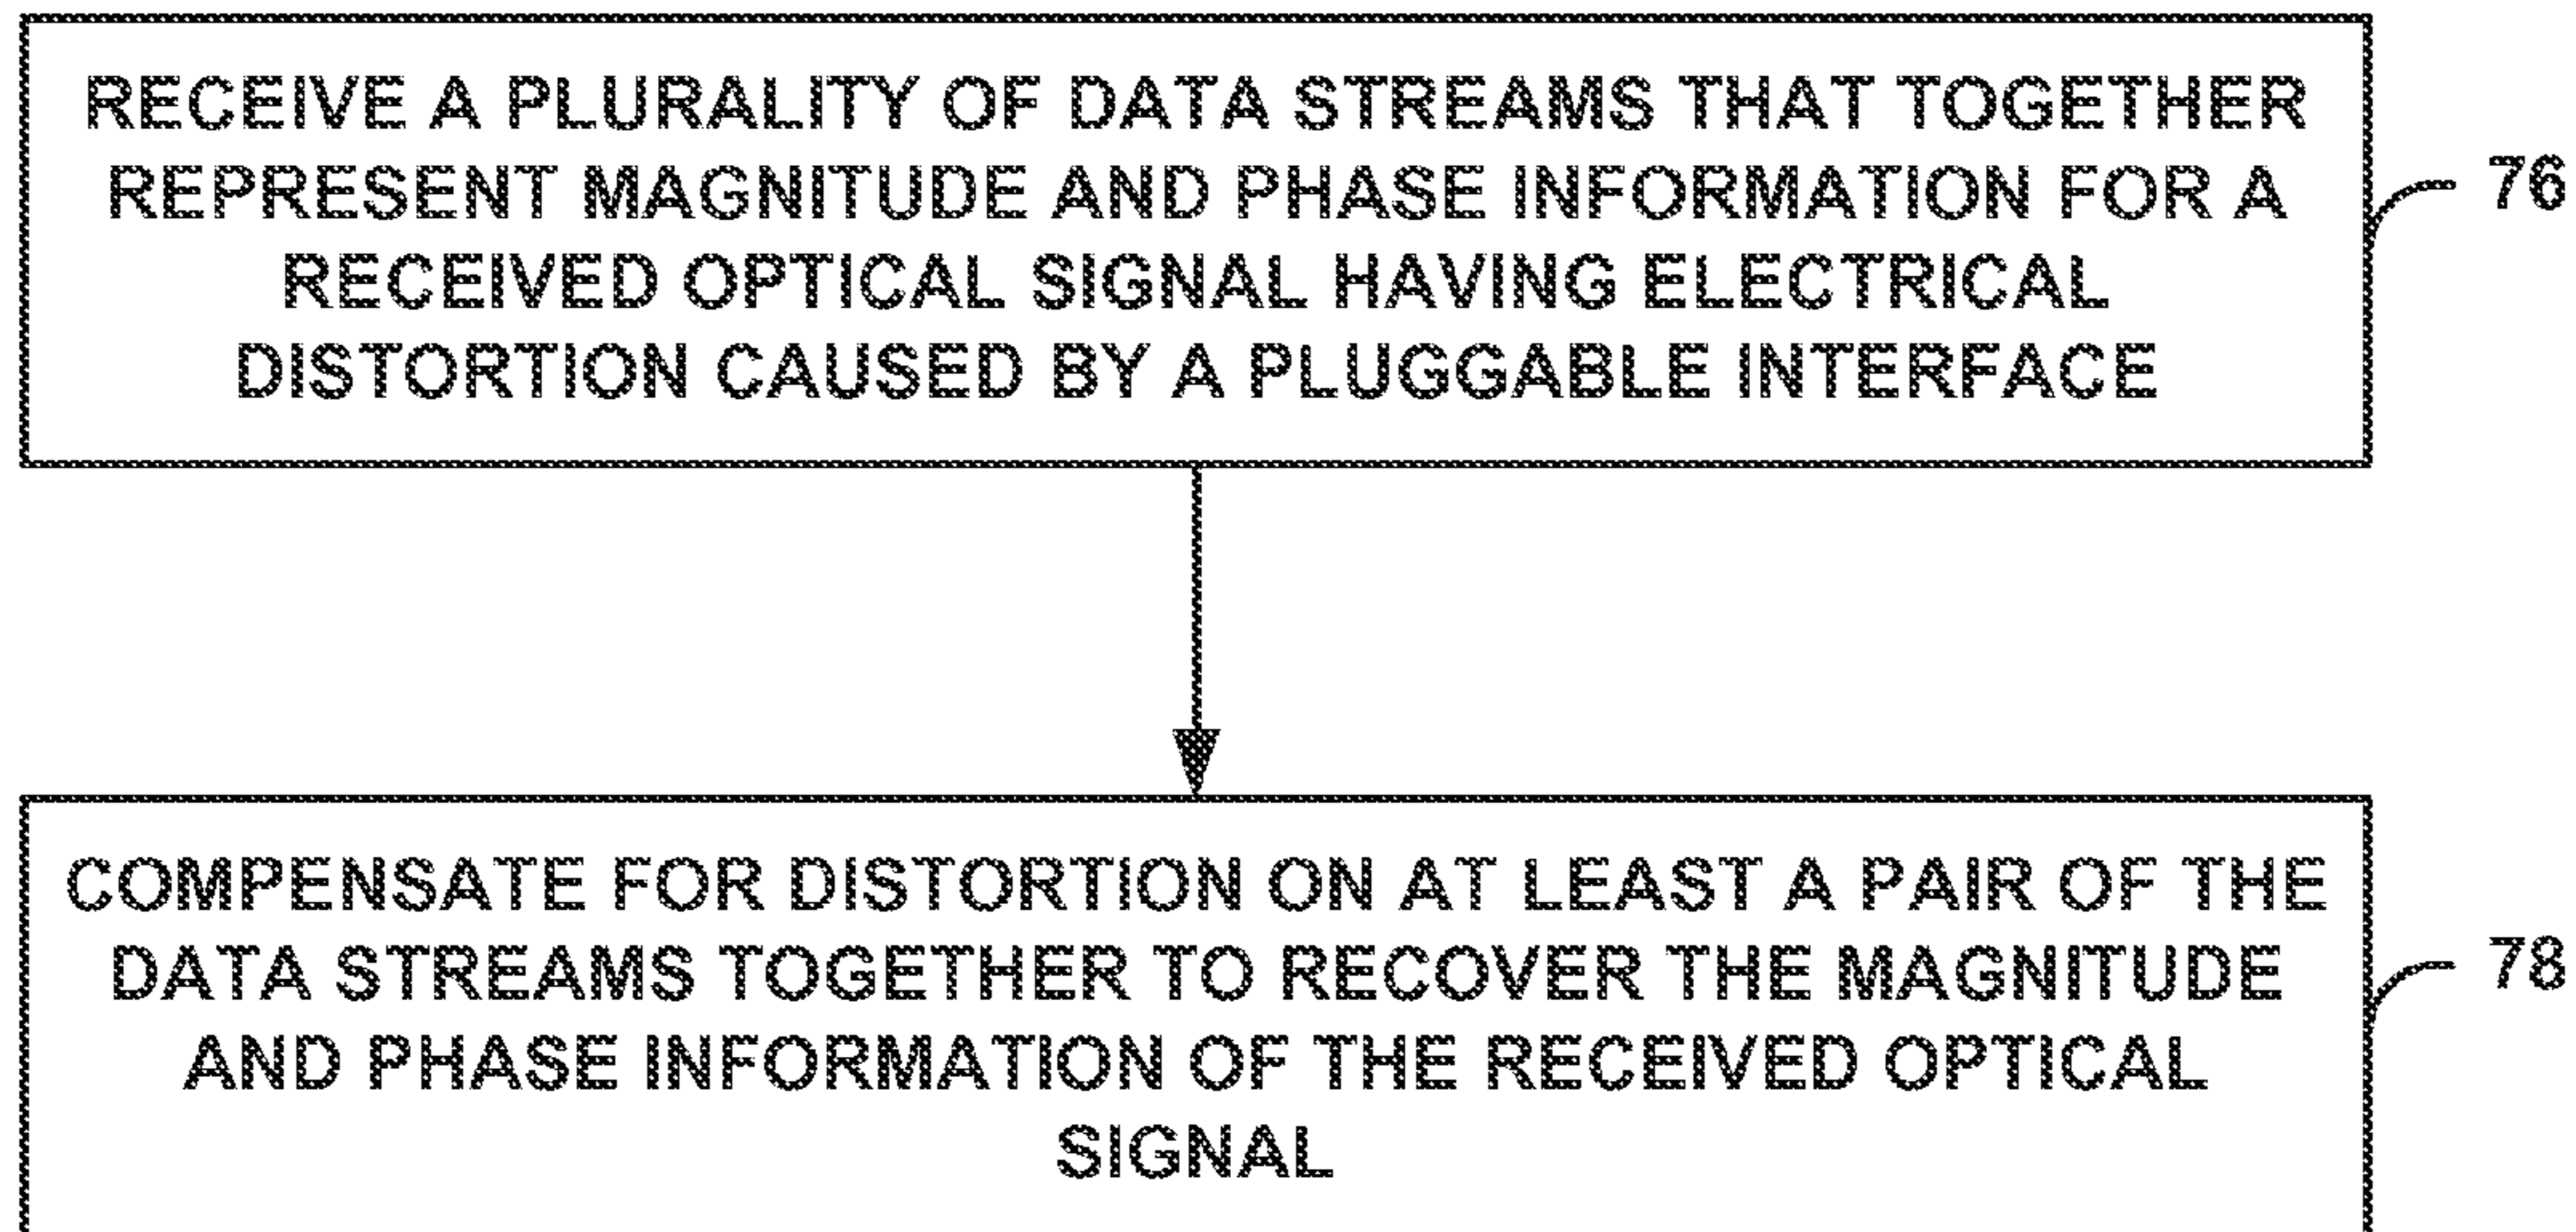 RECEIVE A PLURALITY OF DATA STREAMS THAT TOGETHER
REPRESENT MAGNITUDE AND PHASE INFORMATION FOR A
RECEIVED OPTICAL SIGNAL HAVING ELECTRICAL
DISTORTION CAUSED BY A PLUGGABLE INTERFACE
76
COMPENSATE FOR DISTORTION ON AT LEAST A PAIR OF THE
DATA STREAMS TOGETHER TO RECOVER THE MAGNITUDE
AND PHASE INFORMATION OF THE RECEIVED OPTICAL
SIGNAL
78